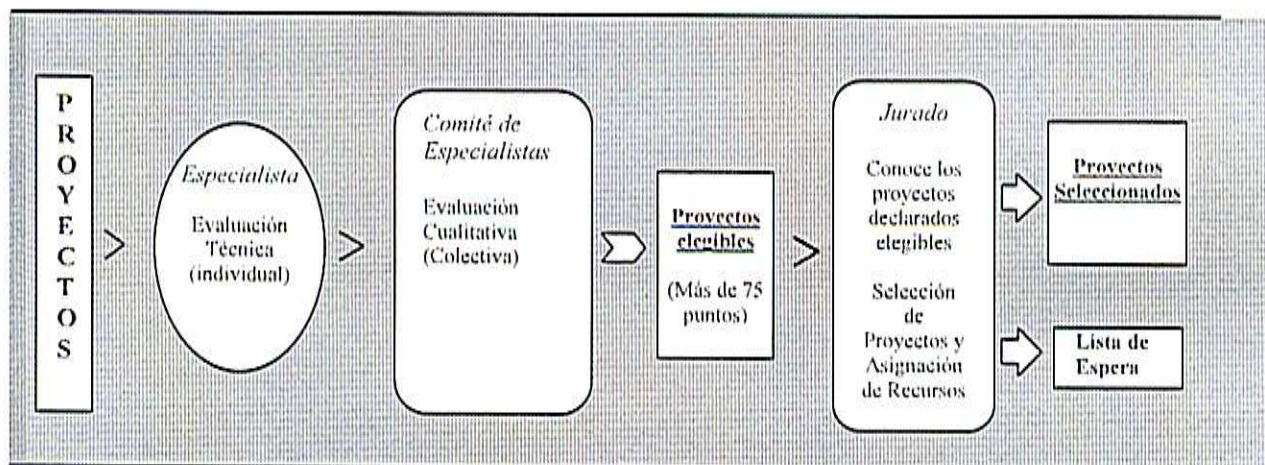 PROYECTOS
Especialista
Evaluación
Técnica
(individual)
Comité de
Especialistas
Evaluación
Cualitativa
(Colectiva)
Proyectos
elegibles
(Más de 75
puntos)
Jurado
Conoce los
proyectos
declarados
elegibles
Selección
de
Proyectos y
Asignación
de Recursos
Proyectos
Seleccionados
Lista de
Espera